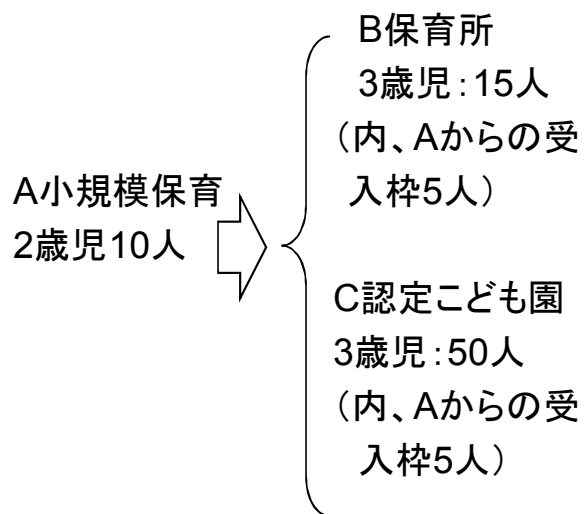 A小規模保育
2歳児10人
B保育所
3歳児：15人
（内、Aからの受
入枠5人）
C認定こども園
3歳児：50人
（内、Aからの受
入枠5人）